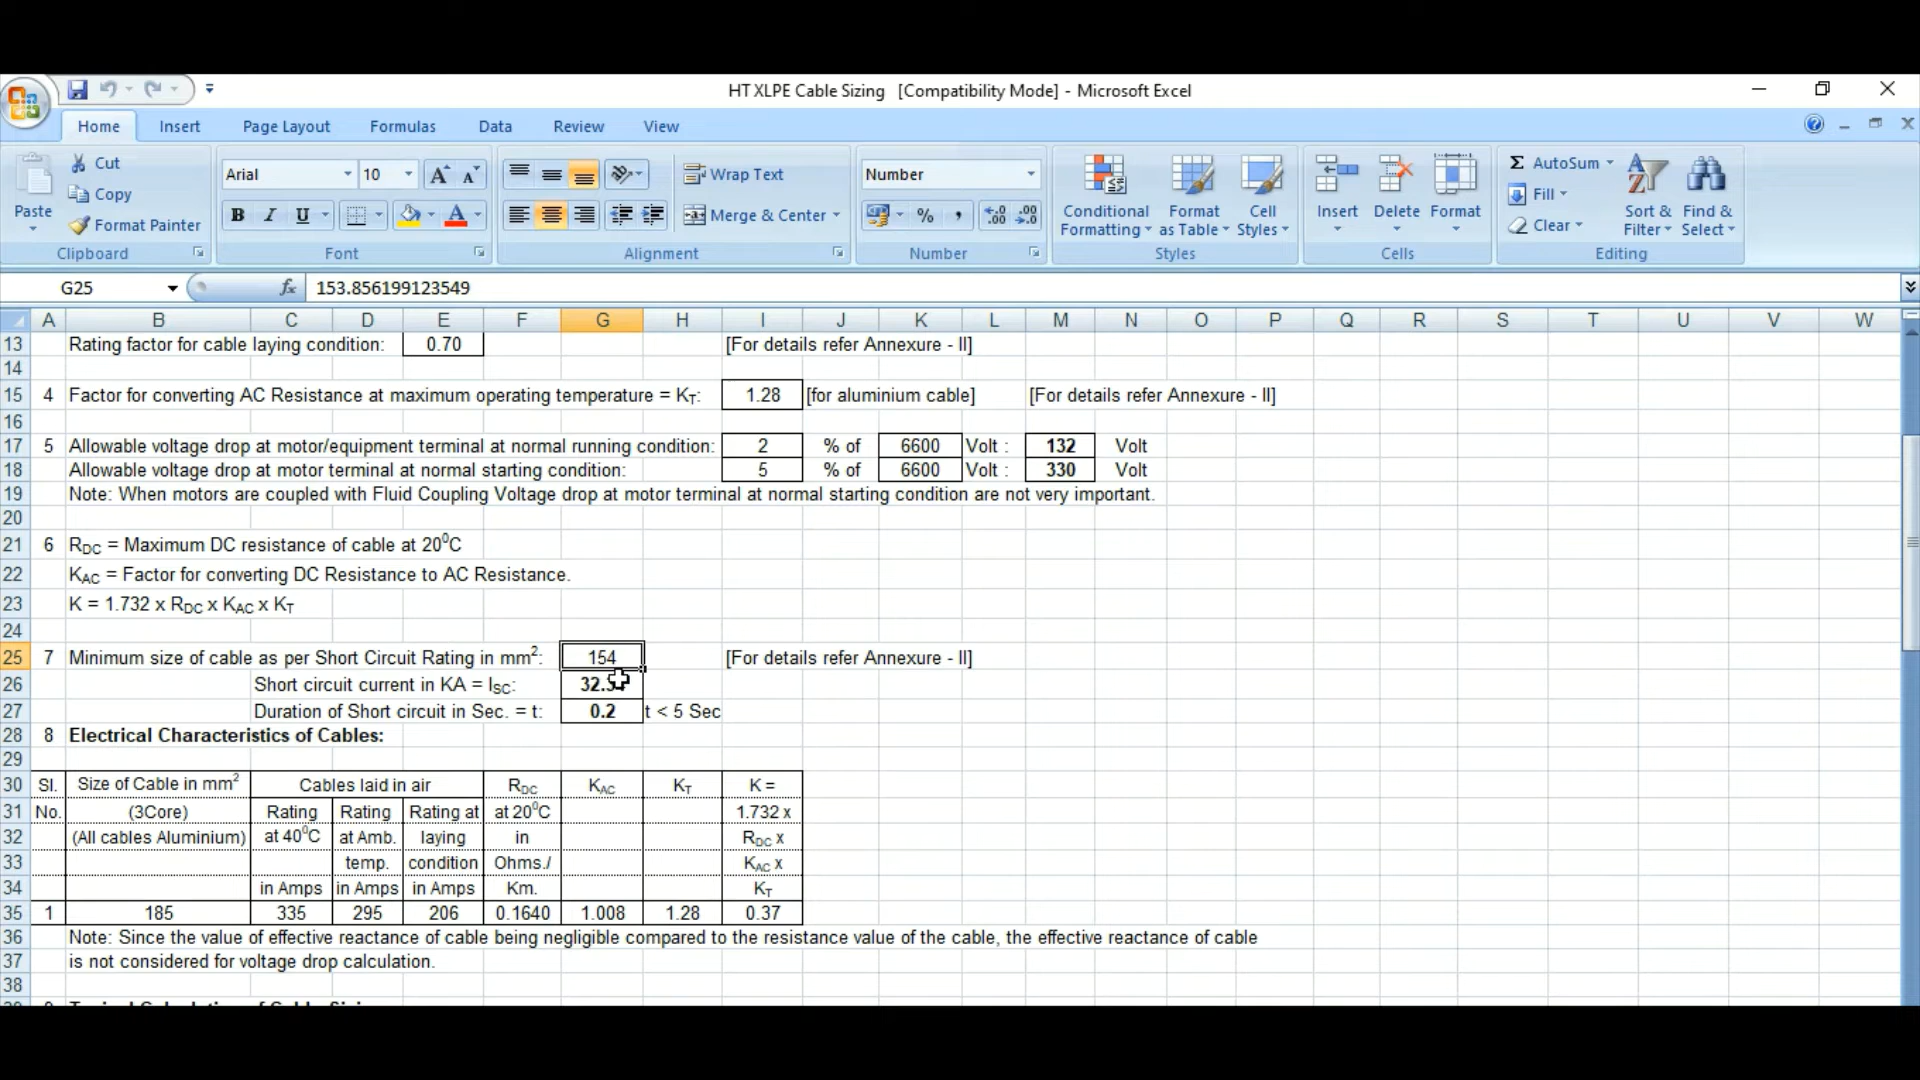 HT XLPE Cable Sizing [Compatibility Mode] - Microsoft Excel
Home Insert Page Layout Formulas Data Review View
Paste Cut Copy Format Painter Clipboard
Arial 10 B I U Font
Wrap Text Merge & Center Alignment
Number % , Number
Conditional Formatting Format as Table Cell Styles Styles
Insert Delete Format Cells
Σ AutoSum Fill Clear Sort & Filter Find & Select Editing
G25 fx 153.856199123549
A B C D E F G H I J K L M N O P Q R S T U V W
13 Rating factor for cable laying condition: 0.70 [For details refer Annexure - II]
14
15 4 Factor for converting AC Resistance at maximum operating temperature = KT: 1.28 [for aluminium cable] [For details refer Annexure - II]
16
17 5 Allowable voltage drop at motor/equipment terminal at normal running condition: 2 % of 6600 Volt : 132 Volt
18 Allowable voltage drop at motor terminal at normal starting condition: 5 % of 6600 Volt : 330 Volt
19 Note: When motors are coupled with Fluid Coupling Voltage drop at motor terminal at normal starting condition are not very important.
20
21 6 RDC = Maximum DC resistance of cable at 20⁰C
22 KAC = Factor for converting DC Resistance to AC Resistance.
23 K = 1.732 x RDC x KAC x KT
24
25 7 Minimum size of cable as per Short Circuit Rating in mm²: 154 [For details refer Annexure - II]
26 Short circuit current in KA = ISC:
27 Duration of Short circuit in Sec. = t: 0.2 t < 5 Sec
28 8 Electrical Characteristics of Cables:
29
30 Sl. Size of Cable in mm² Cables laid in air RDC KAC KT K =
31 No. (3Core) Rating Rating Rating at at 20⁰C 1.732 x
32 (All cables Aluminium) at 40⁰C at Amb. laying in RDC x
33 temp. condition Ohms./ KAC x
34 in Amps in Amps in Amps Km. KT
35 1 185 335 295 206 0.1640 1.008 1.28 0.37
36 Note: Since the value of effective reactance of cable being negligible compared to the resistance value of the cable, the effective reactance of cable
37 is not considered for voltage drop calculation.
38